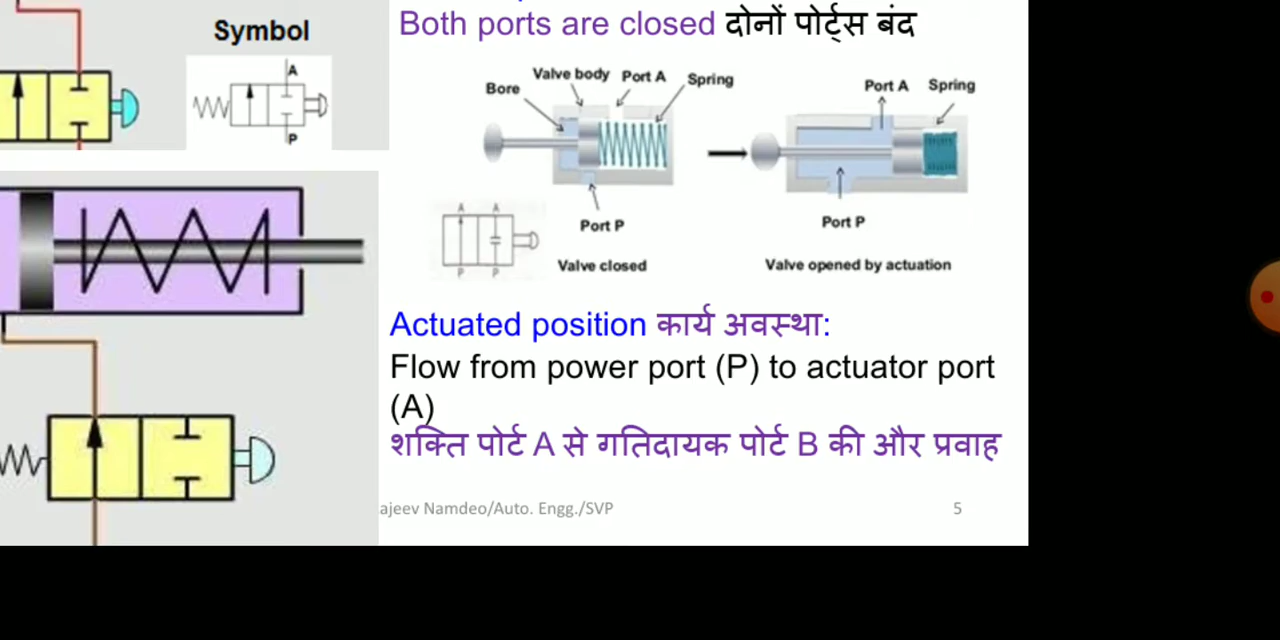 Symbol
A
P
Both ports are closed दोनों पोर्ट्स बंद
Bore
Valve body
Port A
Spring
Port P
Valve closed
A A
P P
Port A
Spring
Port P
Valve opened by actuation
Actuated position कार्य अवस्था:
Flow from power port (P) to actuator port
(A)
शक्ति पोर्ट A से गतिदायक पोर्ट B की और प्रवाह
ajeev Namdeo/Auto. Engg./SVP
5